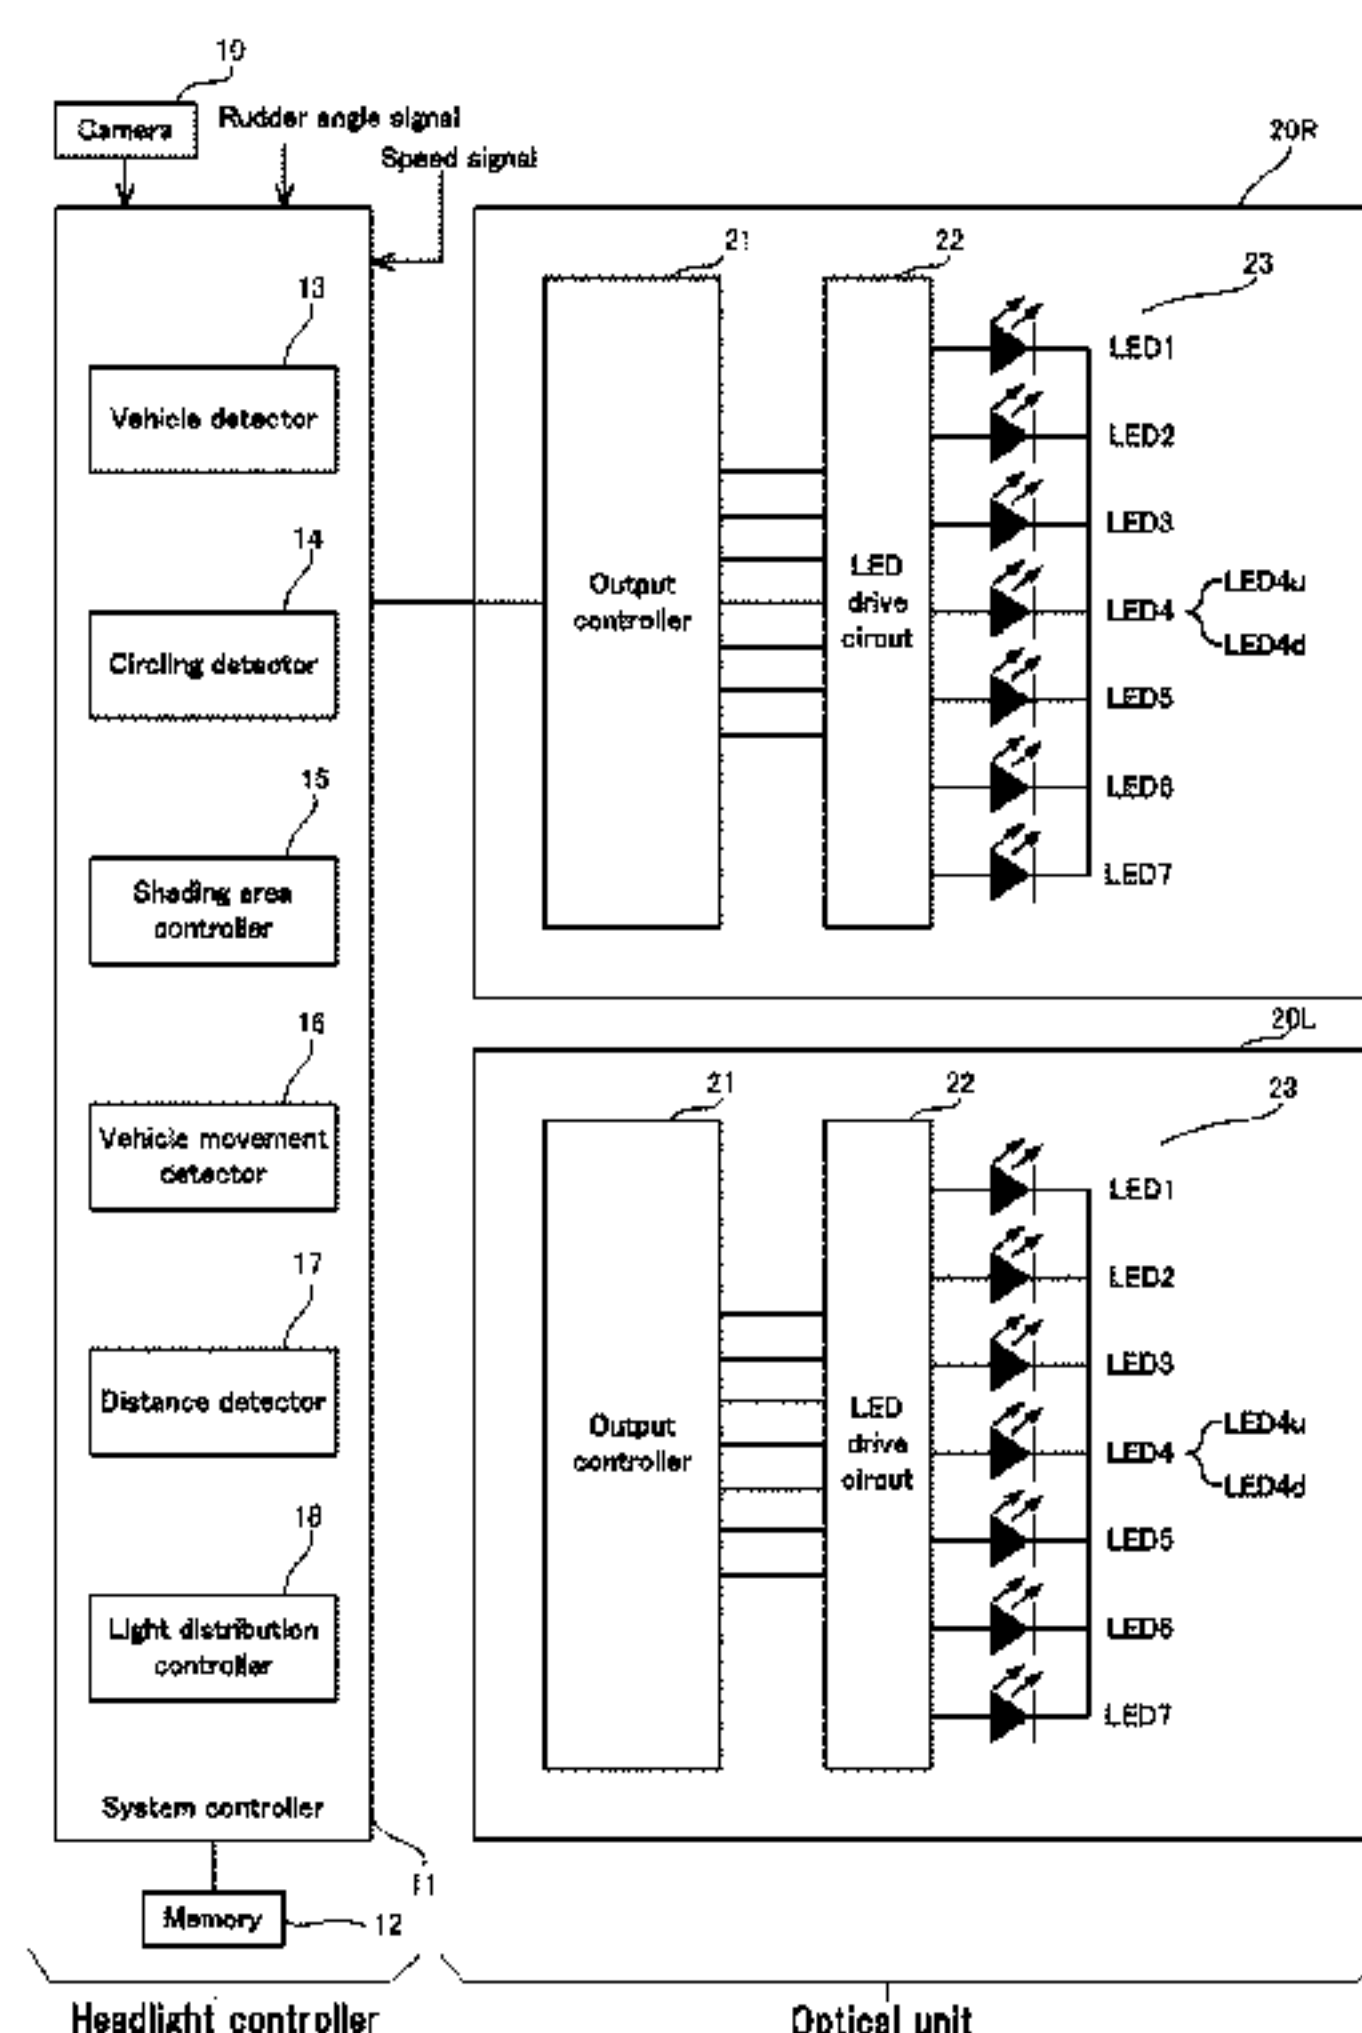 10
Camera
Rudder angle signal
Speed signal
13
Vehicle detector
14
Circling detector
15
Shading area
controller
16
Vehicle movement
detector
17
Distance detector
18
Light distribution
controller
System controller
Memory
12
Headlight controller
20R
21
22
23
Output
controller
LED
drive
cirout
LED1
LED2
LED3
LED4
LED4u
LED4d
LED5
LED6
LED7
20L
21
22
23
Output
controller
LED
drive
cirout
LED1
LED2
LED3
LED4
LED4u
LED4d
LED5
LED6
LED7
Optical unit